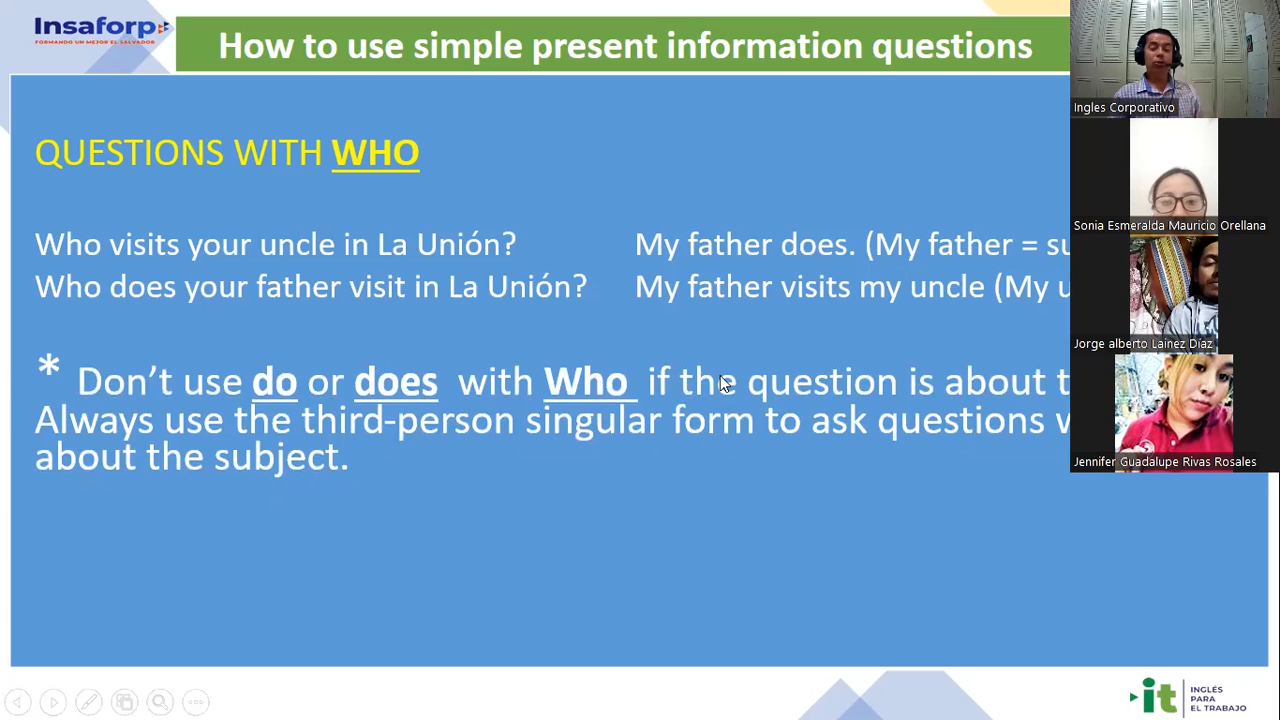 Insaforp
FORMANDO UN MEJOR EL SALVADOR
How to use simple present information questions
Ingles Corporativo
QUESTIONS WITH WHO
Sonia Esmeralda Mauricio Orellana
Who visits your uncle in La Unión? My father does. (My father =
Who does your father visit in La Unión? My father visits my uncle (My
Jorge alberto Laínez Díaz
* Don’t use do or does with Who if the question is about
Always use the third-person singular form to ask questions
about the subject.
Jennifer Guadalupe Rivas Rosales
it INGLÉS
PARA
EL TRABAJO